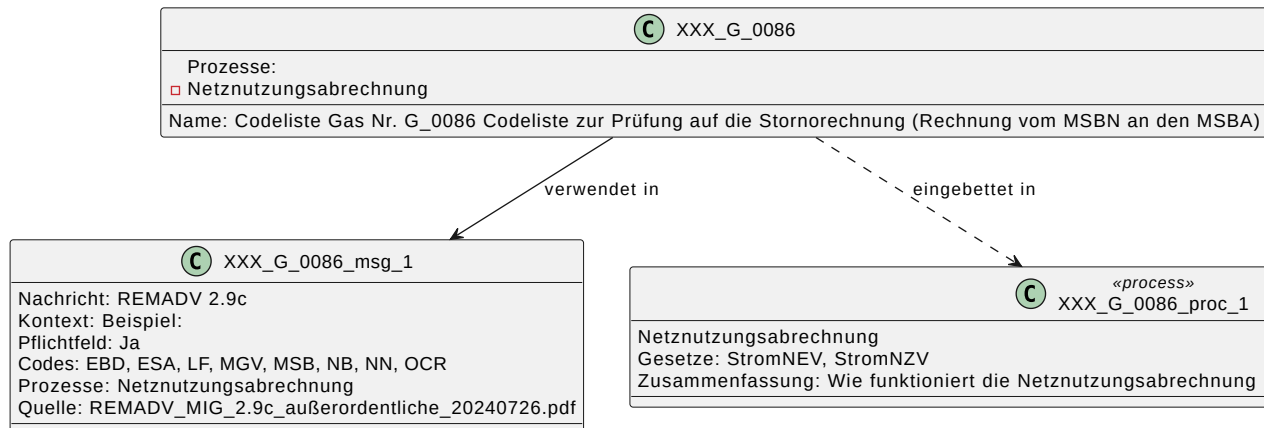 C XXX_G_0086
Prozesse:
Netznutzungsabrechnung
Name: Codeliste Gas Nr. G_0086 Codeliste zur Prüfung auf die Stornorechnung (Rechnung vom MSBN an den MSBA)
verwendet in
eingebettet in
C XXX_G_0086_msg_1
Nachricht: REMADV 2.9c
Kontext: Beispiel:
Pflichtfeld: Ja
Codes: EBD, ESA, LF, MGV, MSB, NB, NN, OCR
Prozesse: Netznutzungsabrechnung
Quelle: REMADV_MIG_2.9c_außerordentliche_20240726.pdf
«process»
C XXX_G_0086_proc_1
Netznutzungsabrechnung
Gesetze: StromNEV, StromNZV
Zusammenfassung: Wie funktioniert die Netznutzungsabrechnung